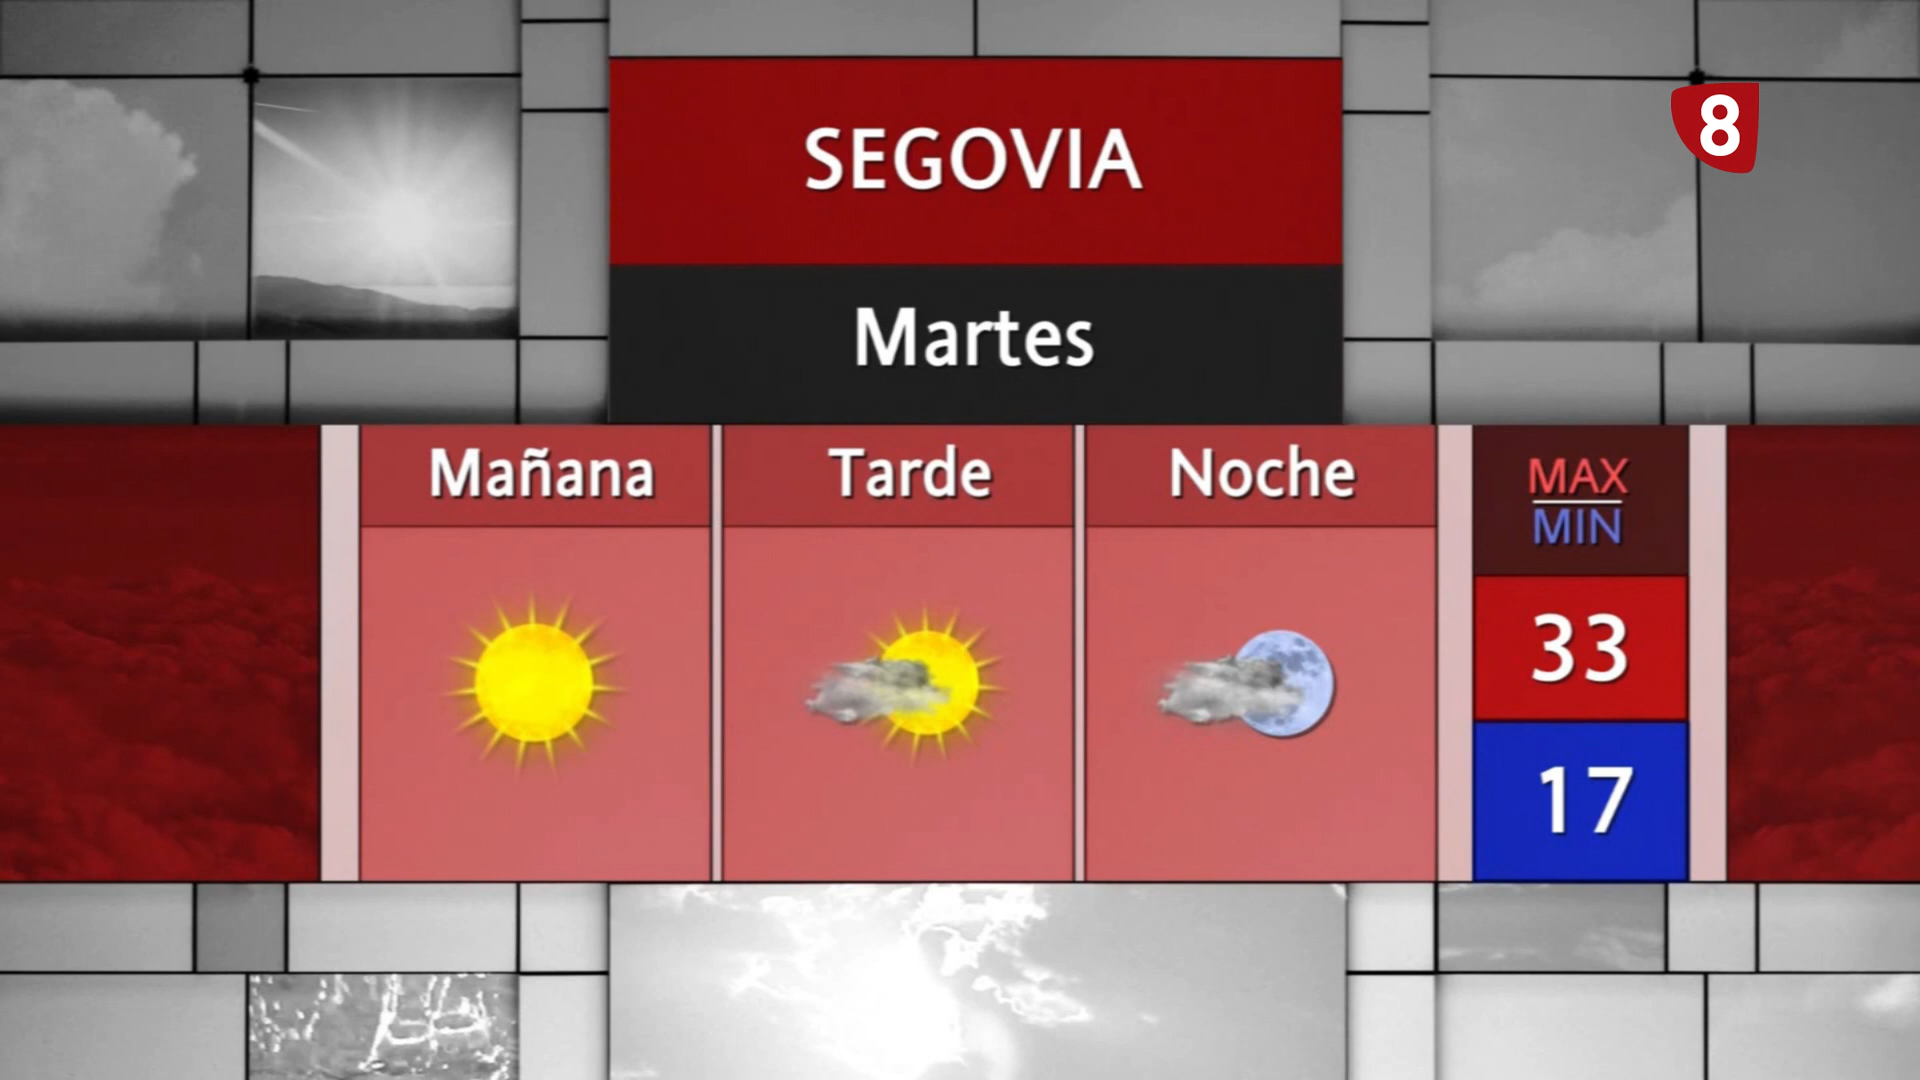 8
SEGOVIA
Martes
Mañana
Tarde
Noche
MAX
MIN
33
17